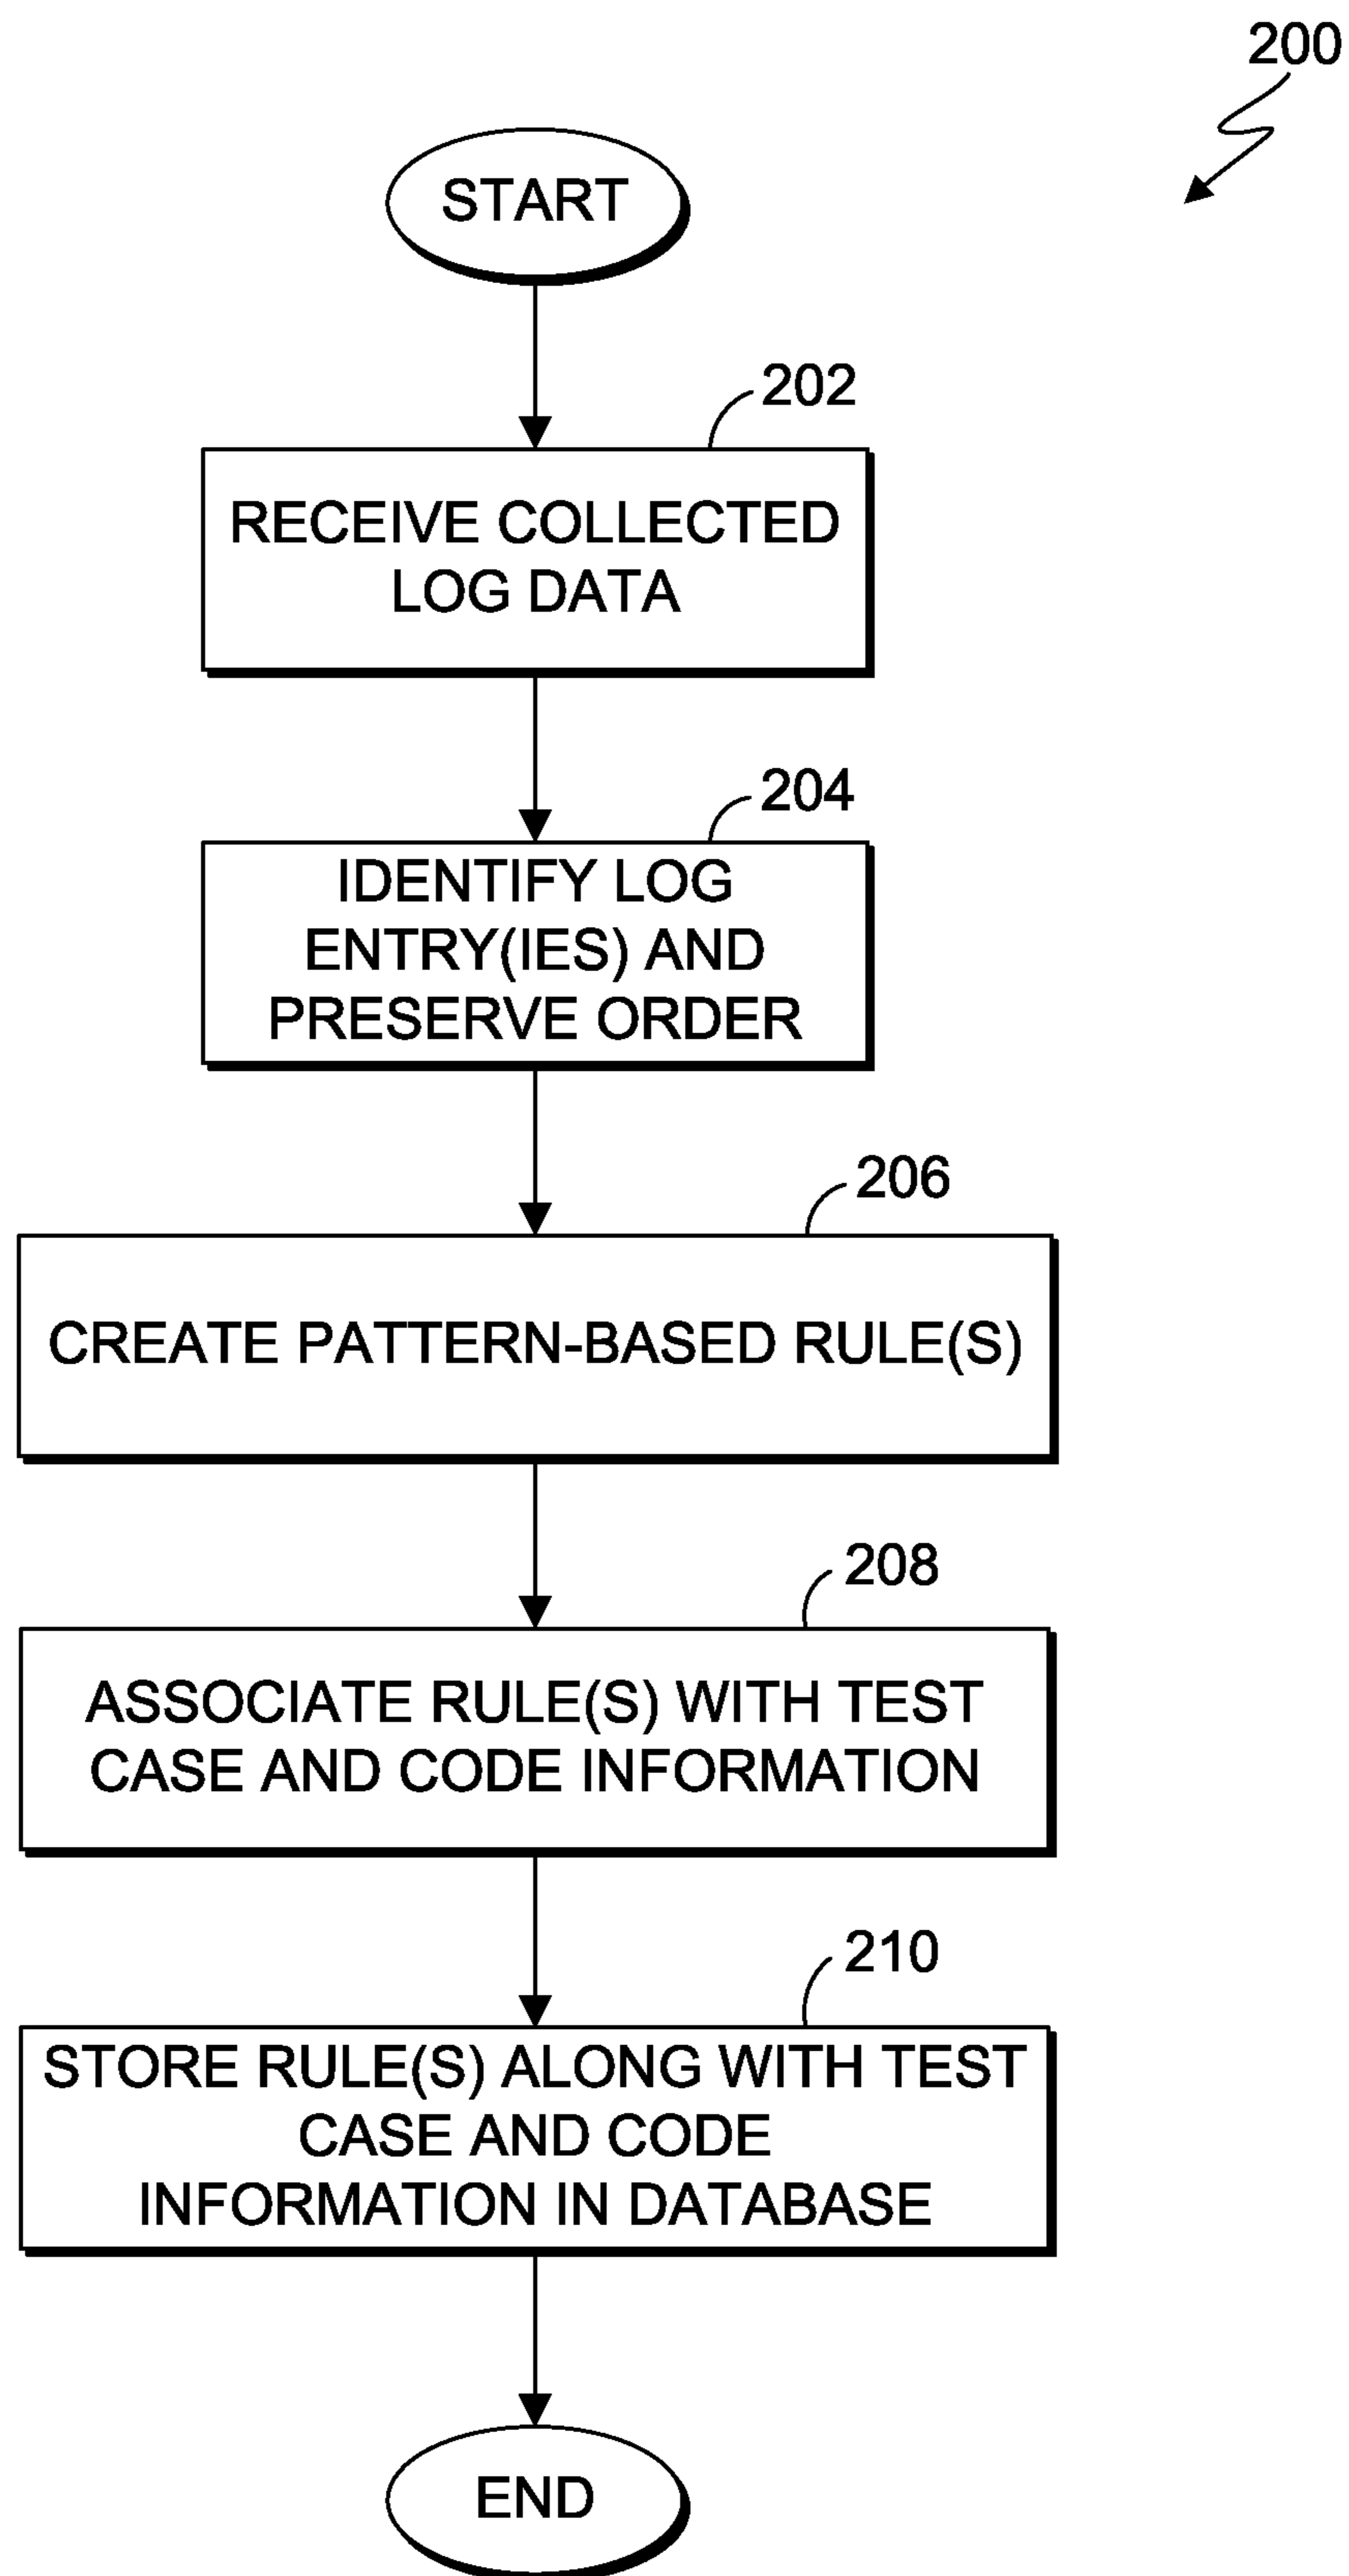 200
START
202
RECEIVE COLLECTED
LOG DATA
204
IDENTIFY LOG
ENTRY(IES) AND
PRESERVE ORDER
206
CREATE PATTERN-BASED RULE(S)
208
ASSOCIATE RULE(S) WITH TEST
CASE AND CODE INFORMATION
210
STORE RULE(S) ALONG WITH TEST
CASE AND CODE
INFORMATION IN DATABASE
END